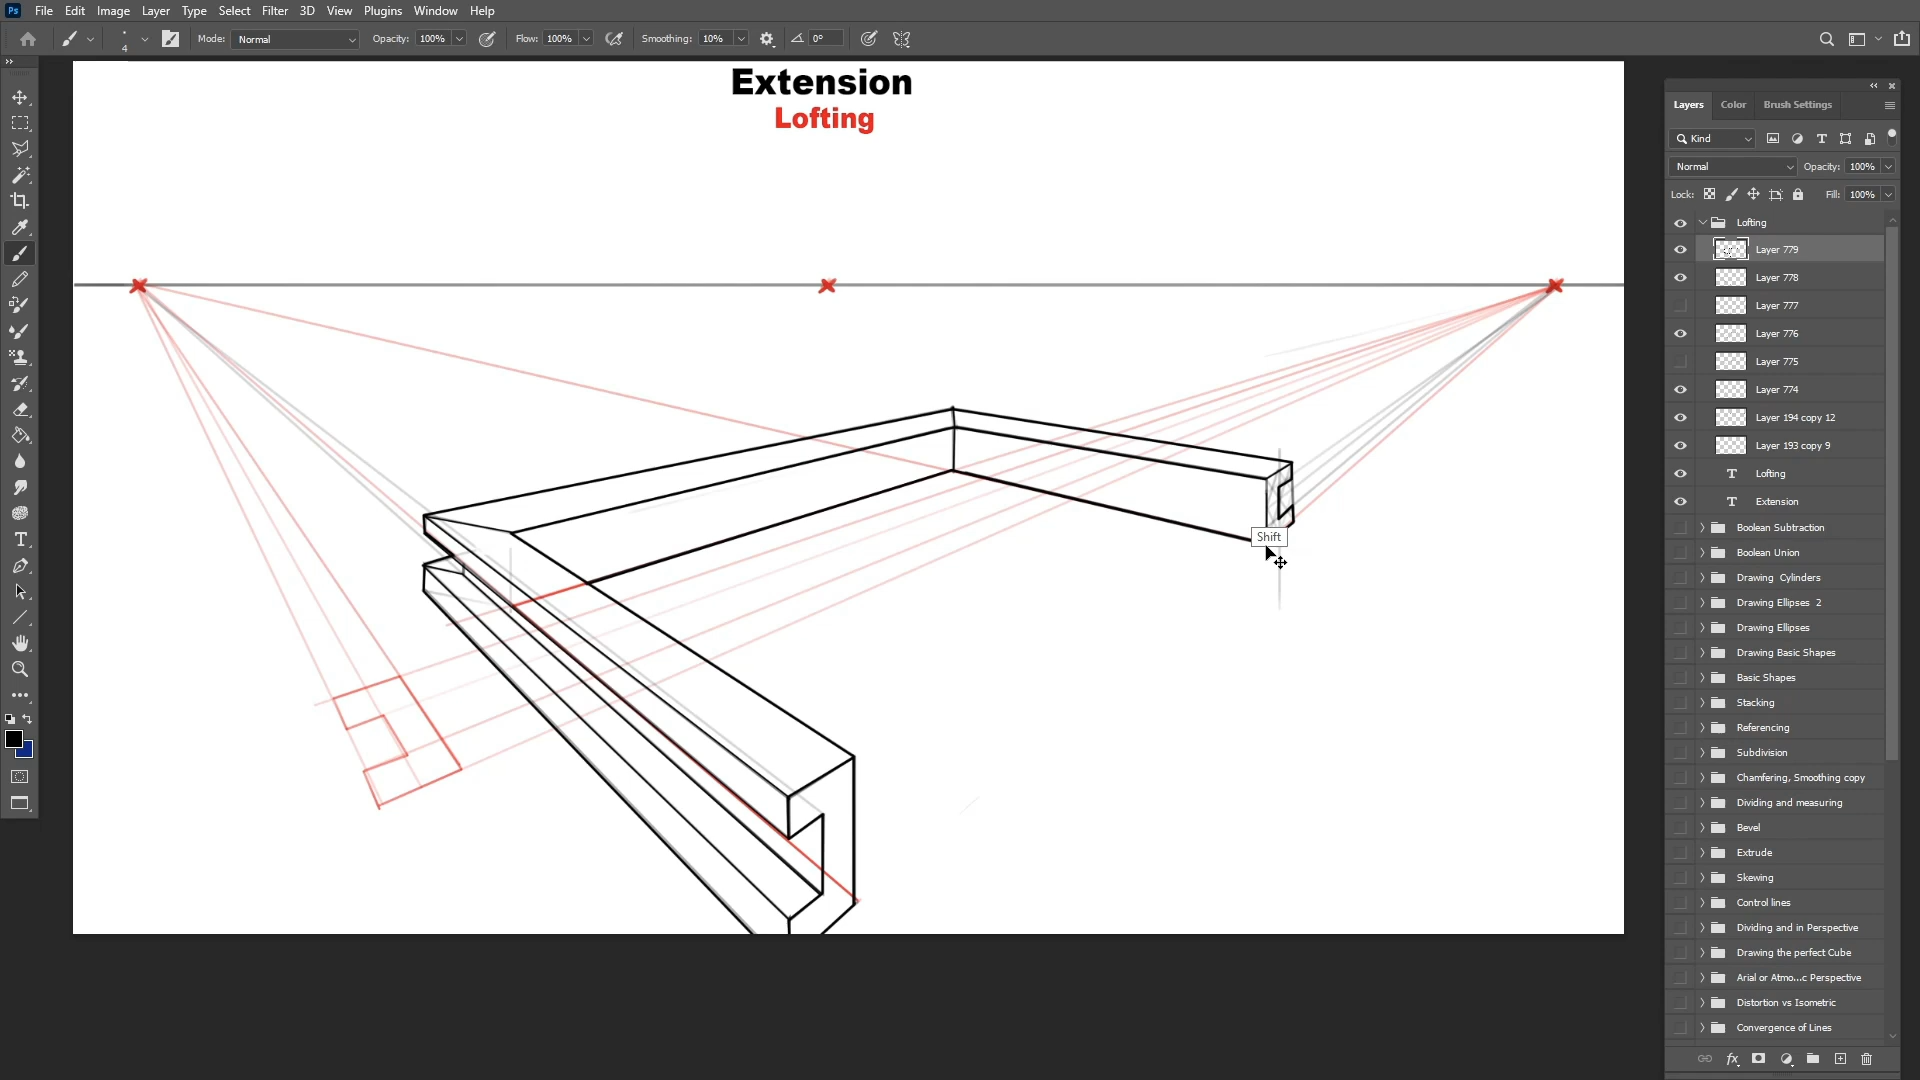 Ps File Edit Image Layer Type Select Filter 3D View Plugins Window Help
4 Mode: Normal Opacity: 100% Flow: 100% Smoothing: 10% 0°
Extension
Lofting
Shift
Layers Color Brush Settings
Kind
Normal Opacity: 100%
Lock: Fill: 100%
Lofting
Layer 779
Layer 778
Layer 777
Layer 776
Layer 775
Layer 774
Layer 194 copy 12
Layer 193 copy 9
T Lofting
T Extension
Boolean Subtraction
Boolean Union
Drawing Cylinders
Drawing Ellipses 2
Drawing Ellipses
Drawing Basic Shapes
Basic Shapes
Stacking
Referencing
Subdivision
Chamfering, Smoothing copy
Dividing and measuring
Bevel
Extrude
Skewing
Control lines
Dividing and in Perspective
Drawing the perfect Cube
Arial or Atmo...c Perspective
Distortion vs Isometric
Convergence of Lines
fx